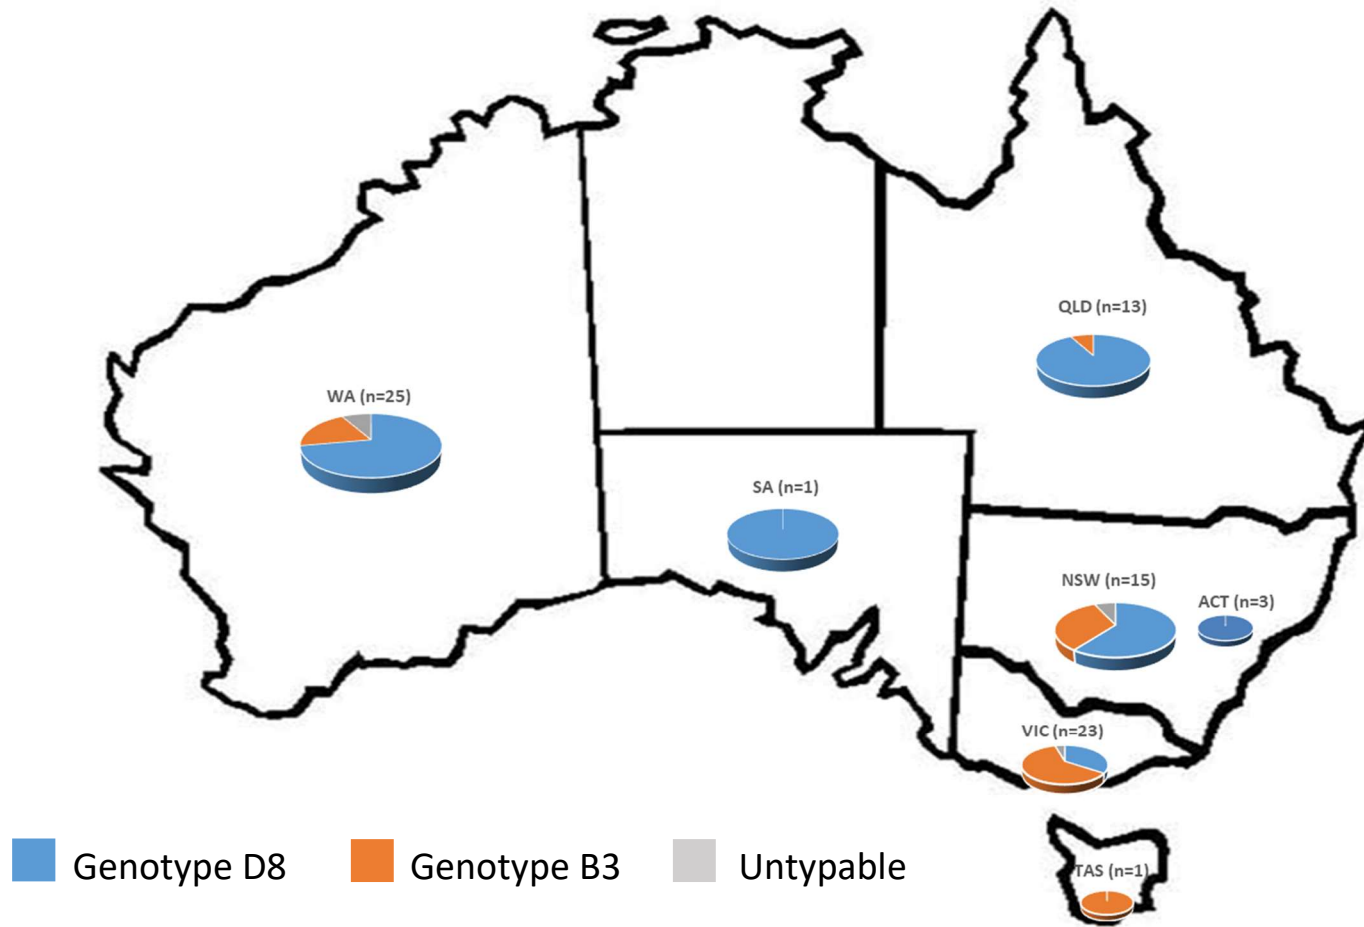 QLD (n=13)
WA (n=25)
SA (n=1)
NSW (n=15)
ACT (n=3)
VIC (n=23)
TAS (n=1)
Genotype D8
Genotype B3
Untypable